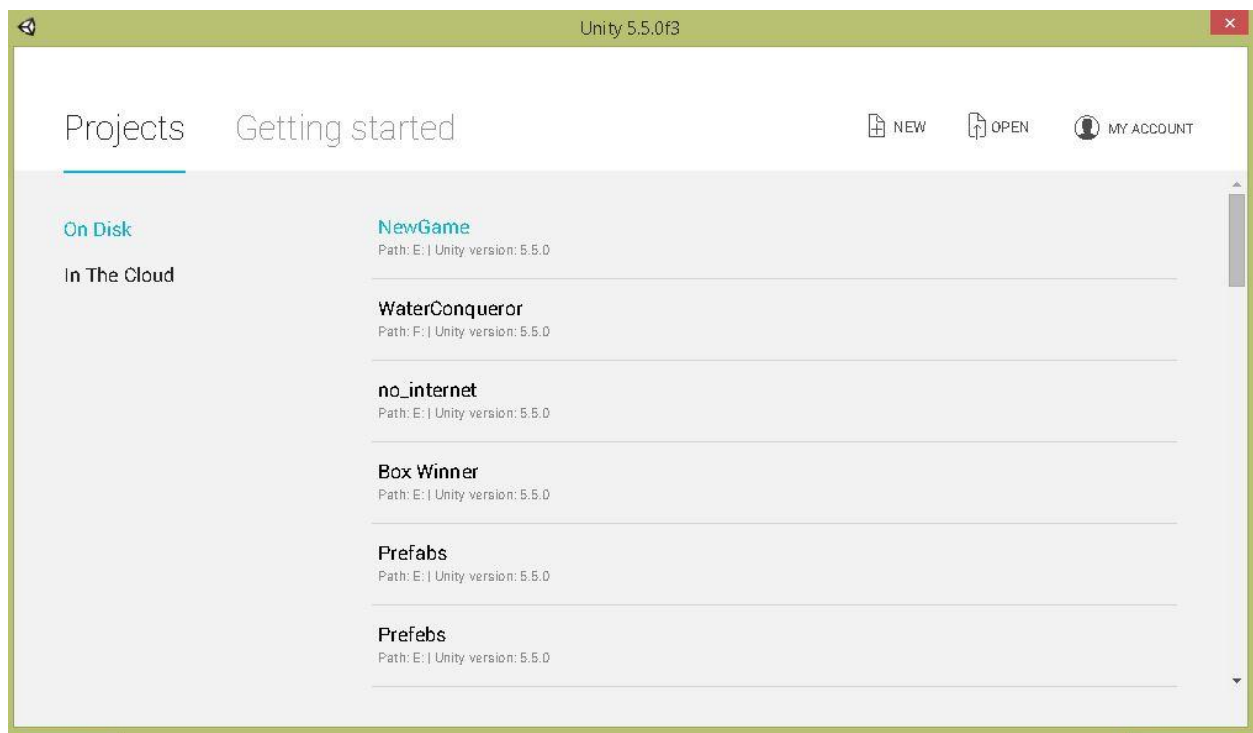 Unity 5.5.0f3
Projects Getting started NEW OPEN MY ACCOUNT
On Disk
In The Cloud
NewGame
Path: E: | Unity version: 5.5.0
WaterConqueror
Path: F: | Unity version: 5.5.0
no_internet
Path: E: | Unity version: 5.5.0
Box Winner
Path: E: | Unity version: 5.5.0
Prefabs
Path: E: | Unity version: 5.5.0
Prefebs
Path: E: | Unity version: 5.5.0